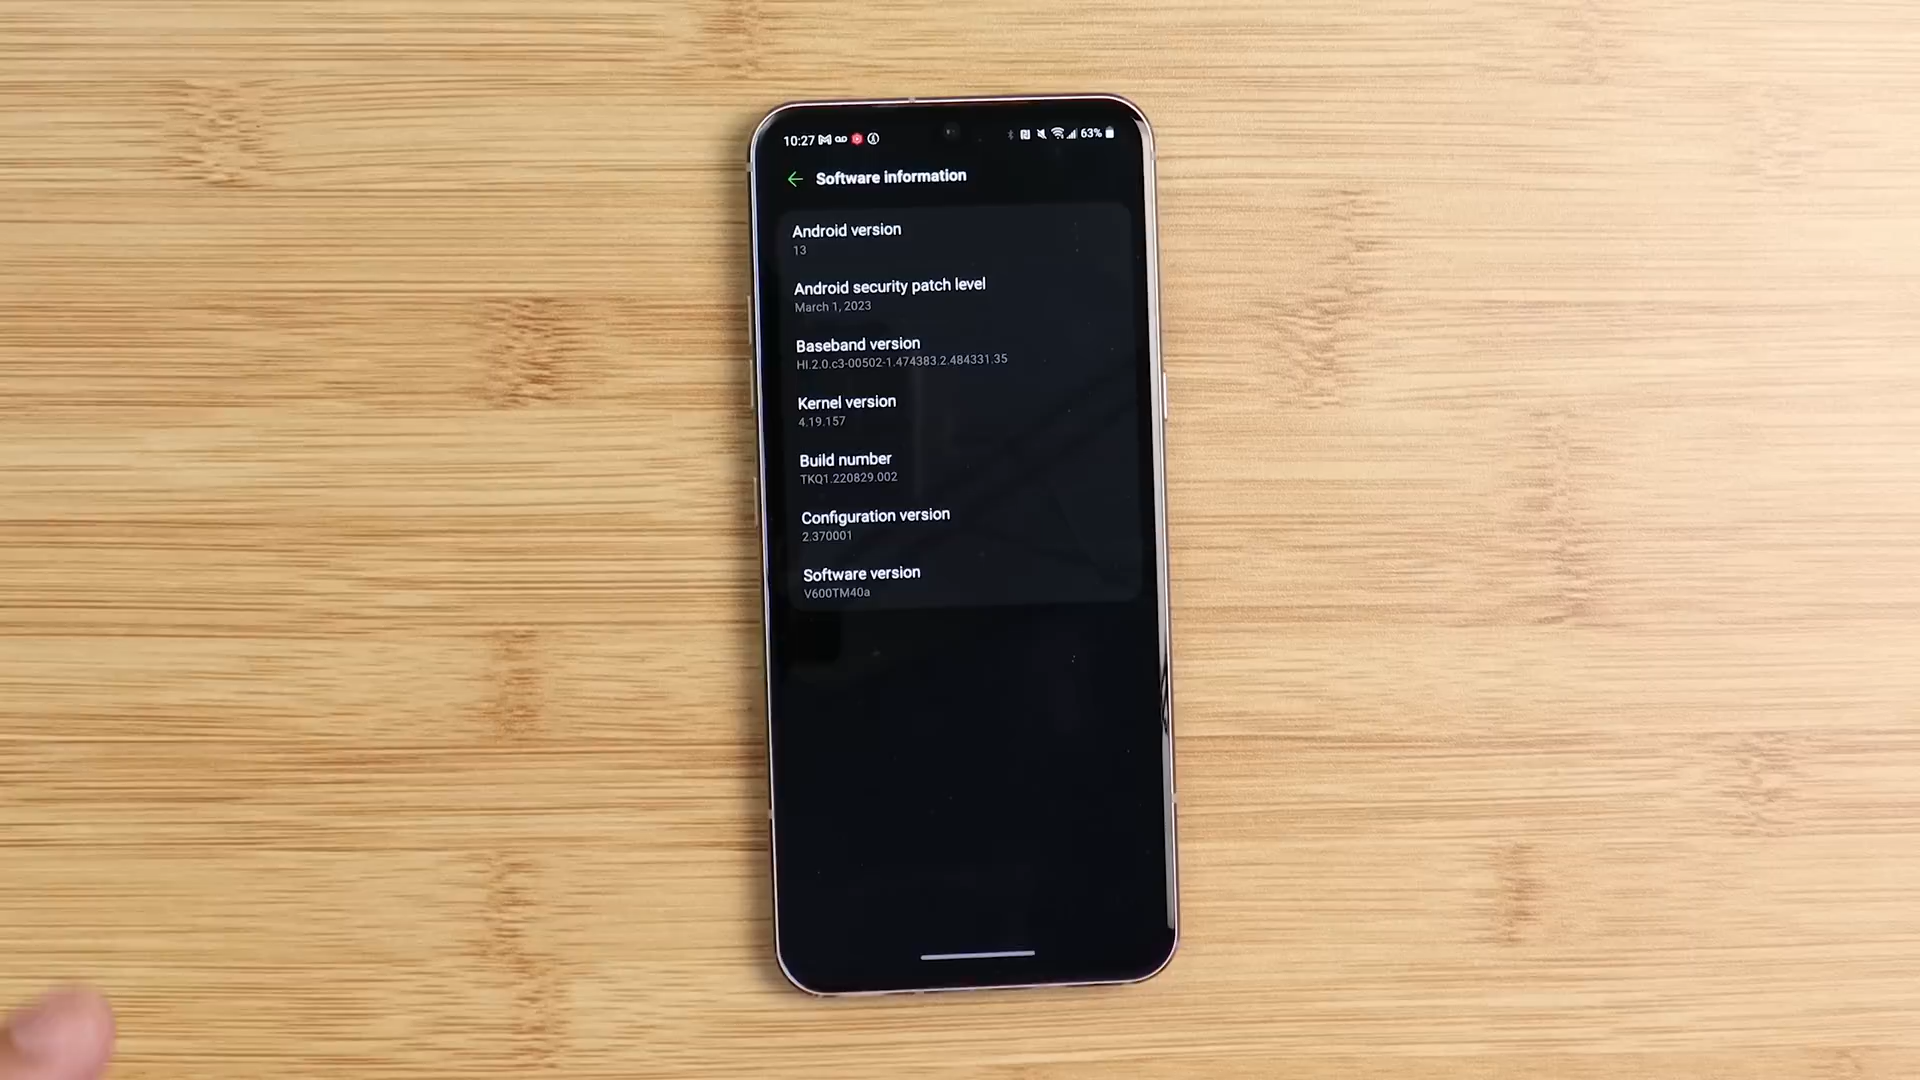 10:27 63%
Software information
Android version
13
Android security patch level
March 1, 2023
Baseband version
HI.2.0.c3-00502-1.474383.2.484331.35
Kernel version
4.19.157
Build number
TKQ1.220829.002
Configuration version
2.370001
Software version
V600TM40a